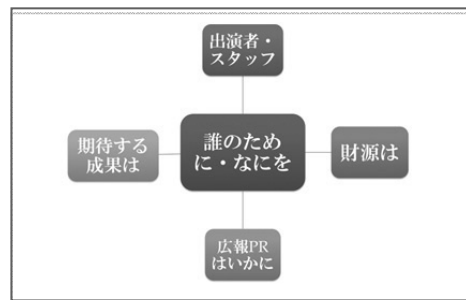 出演者・
スタッフ
期待する
成果は
誰のため
に・なにを
財源は
広報PR
はいかに